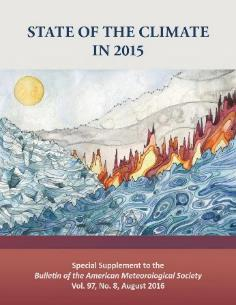 STATE OF THE CLIMATE
IN 2015
Special Supplement to the
Bulletin of the American Meteorological Society
Vol. 97, No. 8, August 2016